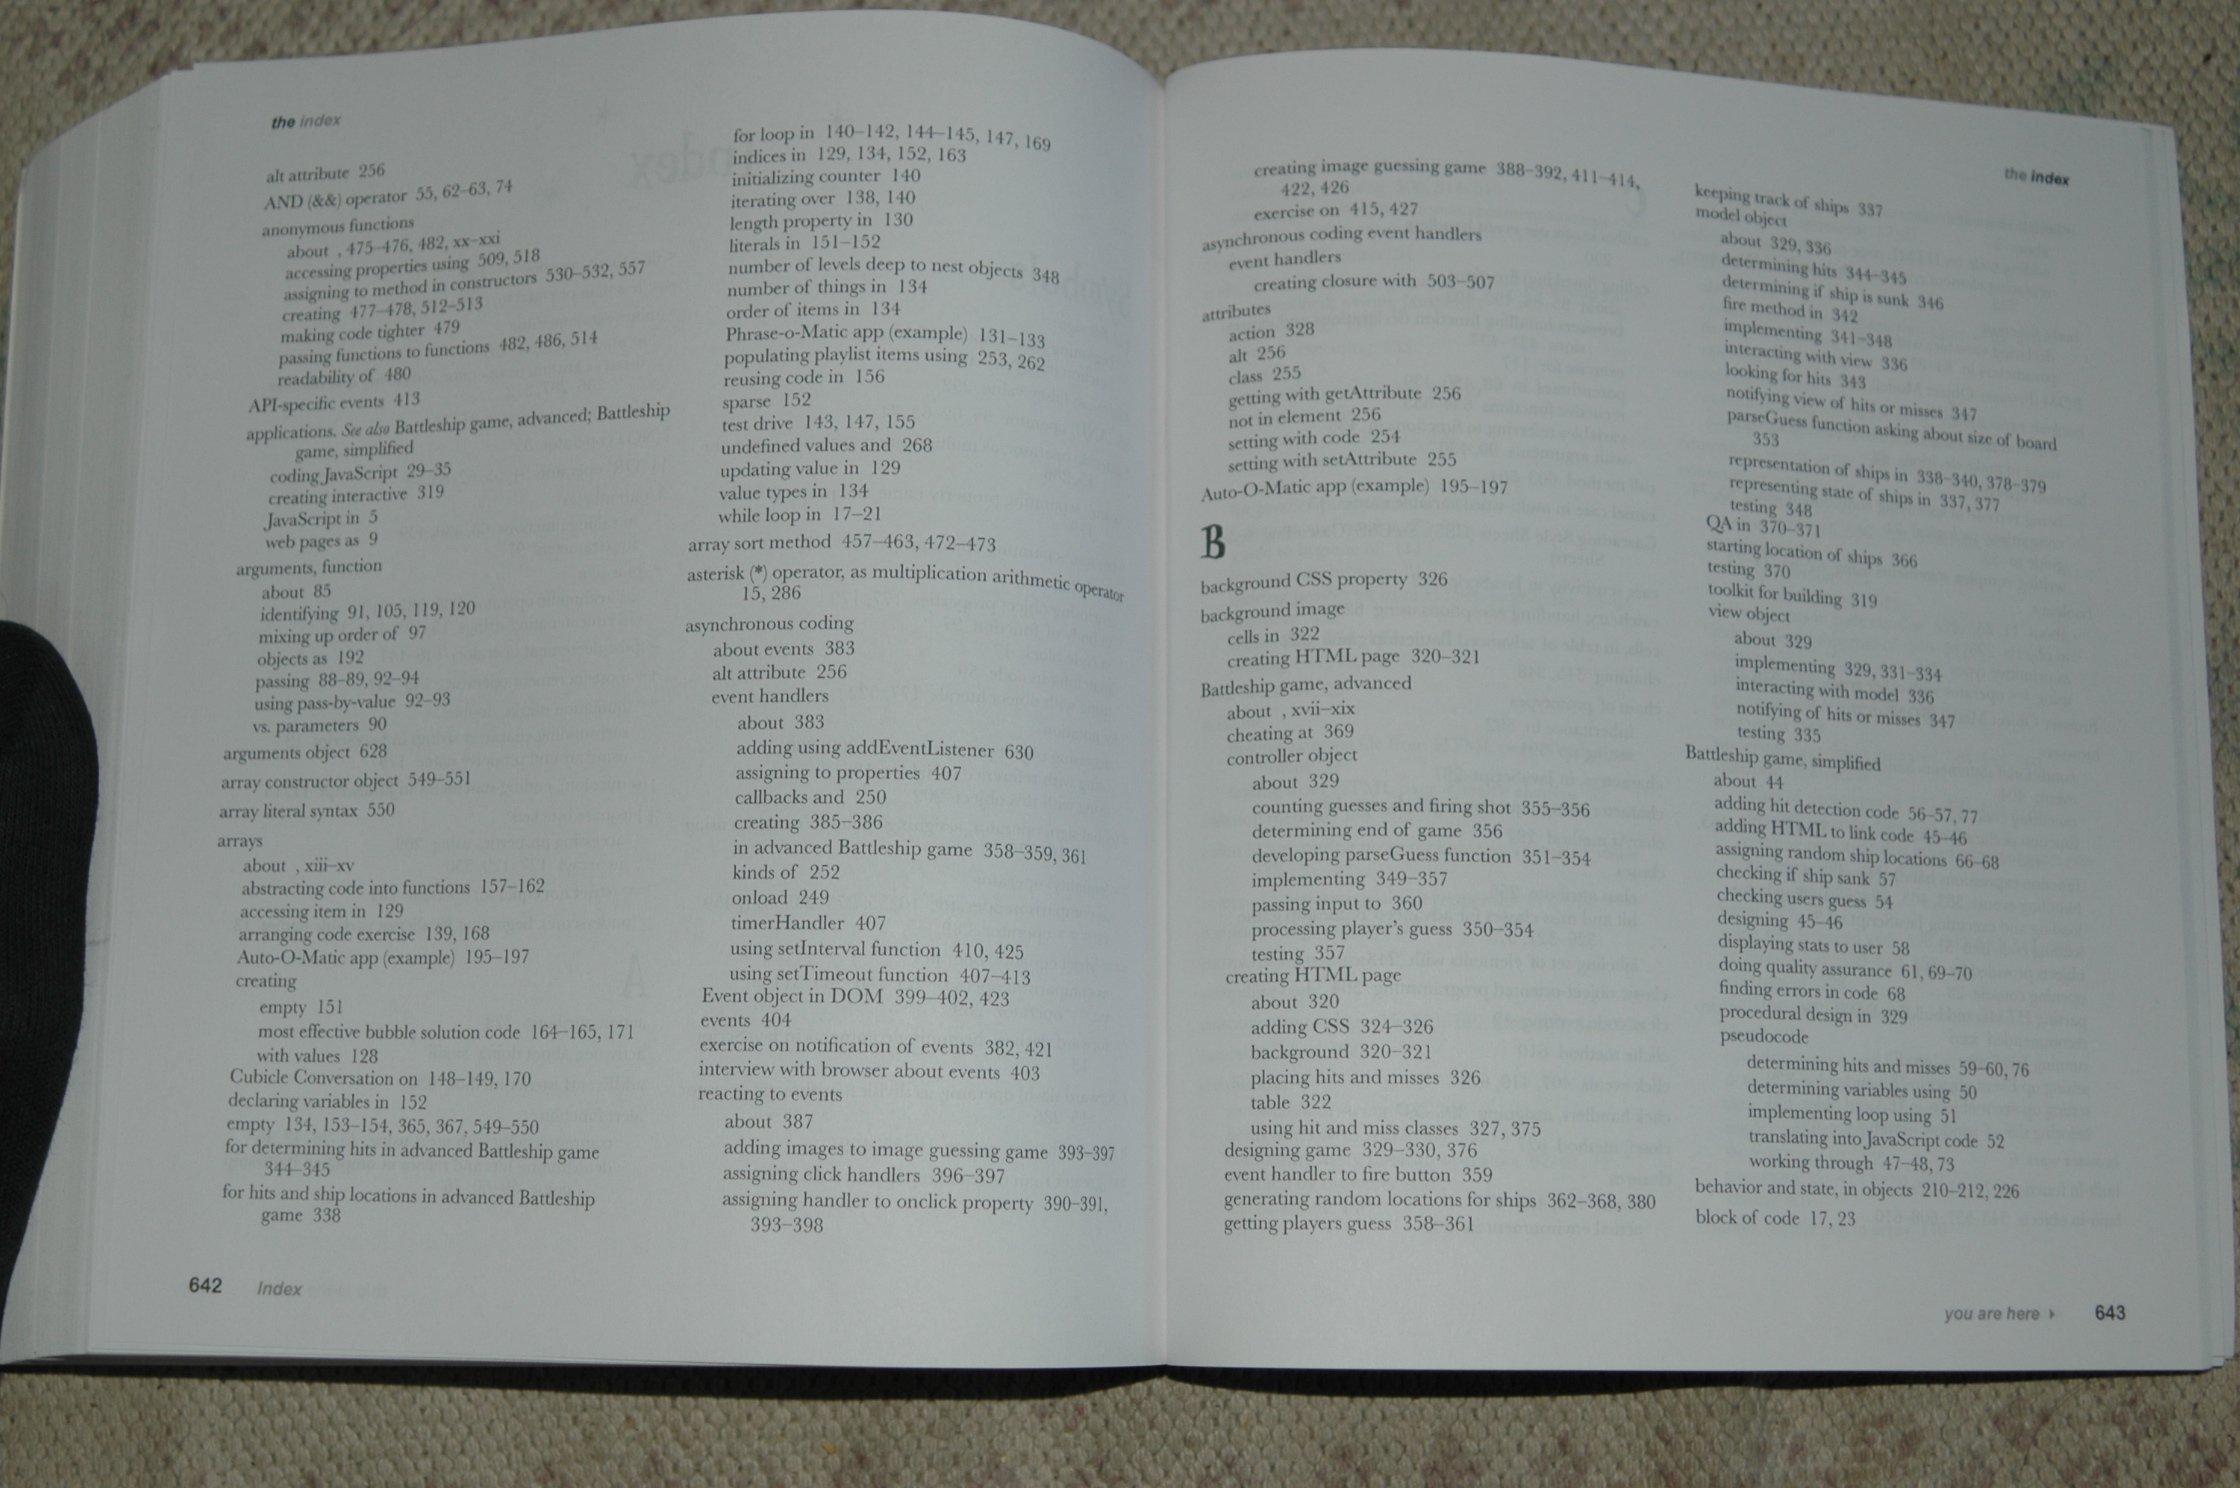 the index
alt attribute 256
AND (&&) operator 55, 62–63, 74
anonymous functions
about , 475–476, 482, xx–xxi
accessing properties using 509, 518
assigning to method in constructors 530–532, 557
creating 477–478, 512–513
making code tighter 479
passing functions to functions 482, 486, 514
readability of 480
API-specific events 413
applications. See also Battleship game, advanced; Battleship
game, simplified
coding JavaScript 29–35
creating interactive 319
JavaScript in 5
web pages as 9
arguments, function
about 85
identifying 91, 105, 119, 120
mixing up order of 97
objects as 192
passing 88–89, 92–94
using pass-by-value 92–93
vs. parameters 90
arguments object 628
array constructor object 549–551
array literal syntax 550
arrays
about , xiii–xv
abstracting code into functions 157–162
accessing item in 129
arranging code exercise 139, 168
Auto-O-Matic app (example) 195–197
creating
empty 151
most effective bubble solution code 164–165, 171
with values 128
Cubicle Conversation on 148–149, 170
declaring variables in 152
empty 134, 153–154, 365, 367, 549–550
for determining hits in advanced Battleship game
344–345
for hits and ship locations in advanced Battleship
game 338
for loop in 140–142, 144–145, 147, 169
indices in 129, 134, 152, 163
initializing counter 140
iterating over 138, 140
length property in 130
literals in 151–152
number of levels deep to nest objects 348
number of things in 134
order of items in 134
Phrase-o-Matic app (example) 131–133
populating playlist items using 253, 262
reusing code in 156
sparse 152
test drive 143, 147, 155
undefined values and 268
updating value in 129
value types in 134
while loop in 17–21
array sort method 457–463, 472–473
asterisk (*) operator, as multiplication arithmetic operator
15, 286
asynchronous coding
about events 383
alt attribute 256
event handlers
about 383
adding using addEventListener 630
assigning to properties 407
callbacks and 250
creating 385–386
in advanced Battleship game 358–359, 361
kinds of 252
onload 249
timerHandler 407
using setInterval function 410, 425
using setTimeout function 407–413
Event object in DOM 399–402, 423
events 404
exercise on notification of events 382, 421
interview with browser about events 403
reacting to events
about 387
adding images to image guessing game 393–397
assigning click handlers 396–397
assigning handler to onclick property 390–391,
393–398
642 Index
the index
creating image guessing game 388–392, 411–414,
422, 426
exercise on 415, 427
asynchronous coding event handlers
event handlers
creating closure with 503–507
attributes
action 328
alt 256
class 255
getting with getAttribute 256
not in element 256
setting with code 254
setting with setAttribute 255
Auto-O-Matic app (example) 195–197
B
background CSS property 326
background image
cells in 322
creating HTML page 320–321
Battleship game, advanced
about , xvii–xix
cheating at 369
controller object
about 329
counting guesses and firing shot 355–356
determining end of game 356
developing parseGuess function 351–354
implementing 349–357
passing input to 360
processing player's guess 350–354
testing 357
creating HTML page
about 320
adding CSS 324–326
background 320–321
placing hits and misses 326
table 322
using hit and miss classes 327, 375
designing game 329–330, 376
event handler to fire button 359
generating random locations for ships 362–368, 380
getting players guess 358–361
keeping track of ships 337
model object
about 329, 336
determining hits 344–345
determining if ship is sunk 346
fire method in 342
implementing 341–348
interacting with view 336
looking for hits 343
notifying view of hits or misses 347
parseGuess function asking about size of board
353
representation of ships in 338–340, 378–379
representing state of ships in 337, 377
testing 348
QA in 370–371
starting location of ships 366
testing 370
toolkit for building 319
view object
about 329
implementing 329, 331–334
interacting with model 336
notifying of hits or misses 347
testing 335
Battleship game, simplified
about 44
adding hit detection code 56–57, 77
adding HTML to link code 45–46
assigning random ship locations 66–68
checking if ship sank 57
checking users guess 54
designing 45–46
displaying stats to user 58
doing quality assurance 61, 69–70
finding errors in code 68
procedural design in 329
pseudocode
determining hits and misses 59–60, 76
determining variables using 50
implementing loop using 51
translating into JavaScript code 52
working through 47–48, 73
behavior and state, in objects 210–212, 226
block of code 17, 23
you are here ▸ 643